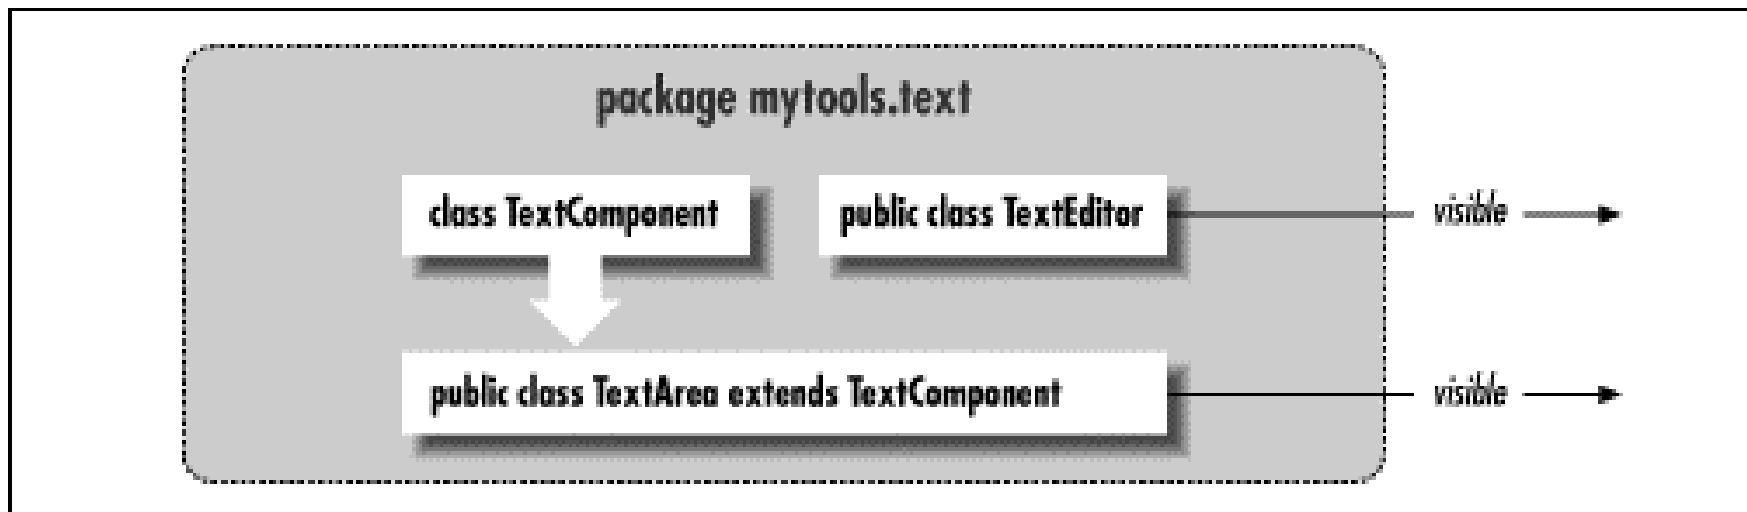 package mytools.text
class TextComponent
public class TextEditor
visible
public class TextArea extends TextComponent
visible